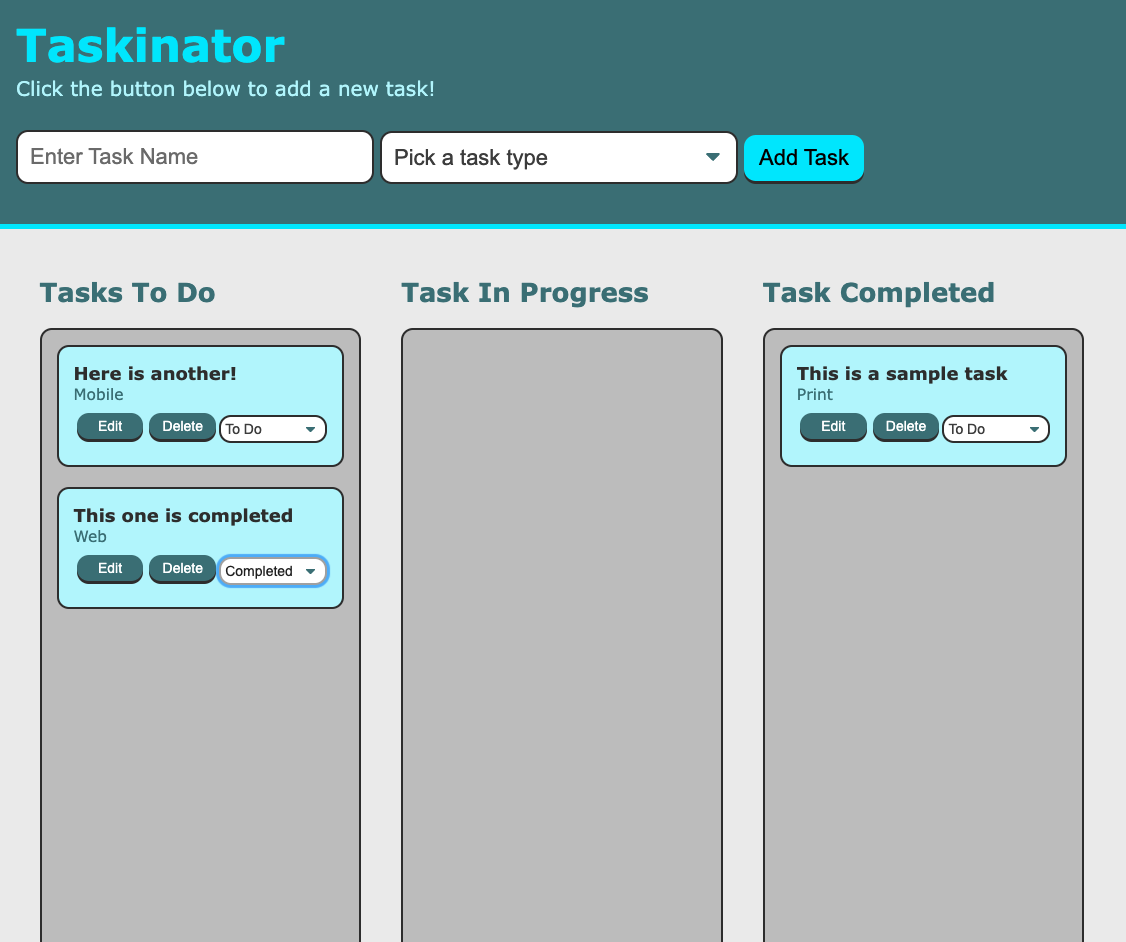 Taskinator
Click the button below to add a new task!
Enter Task Name
Pick a task type
Add Task
Tasks To Do
Here is another!
Mobile
Edit Delete To Do
This one is completed
Web
Edit Delete Completed
Task In Progress
Task Completed
This is a sample task
Print
Edit Delete To Do